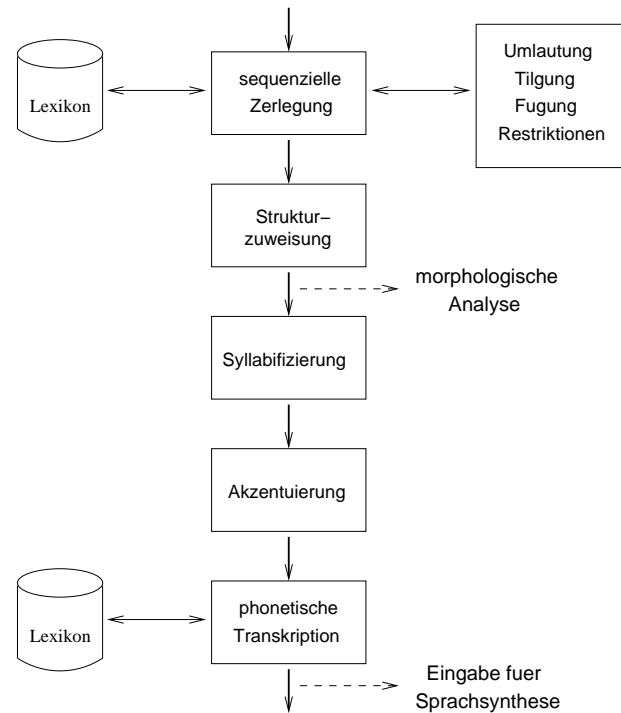 Lexikon
sequenzielle
Zerlegung
Umlautung
Tilgung
Fugung
Restriktionen
Struktur−
zuweisung
morphologische
Analyse
Syllabifizierung
Akzentuierung
Lexikon
phonetische
Transkription
Eingabe fuer
Sprachsynthese